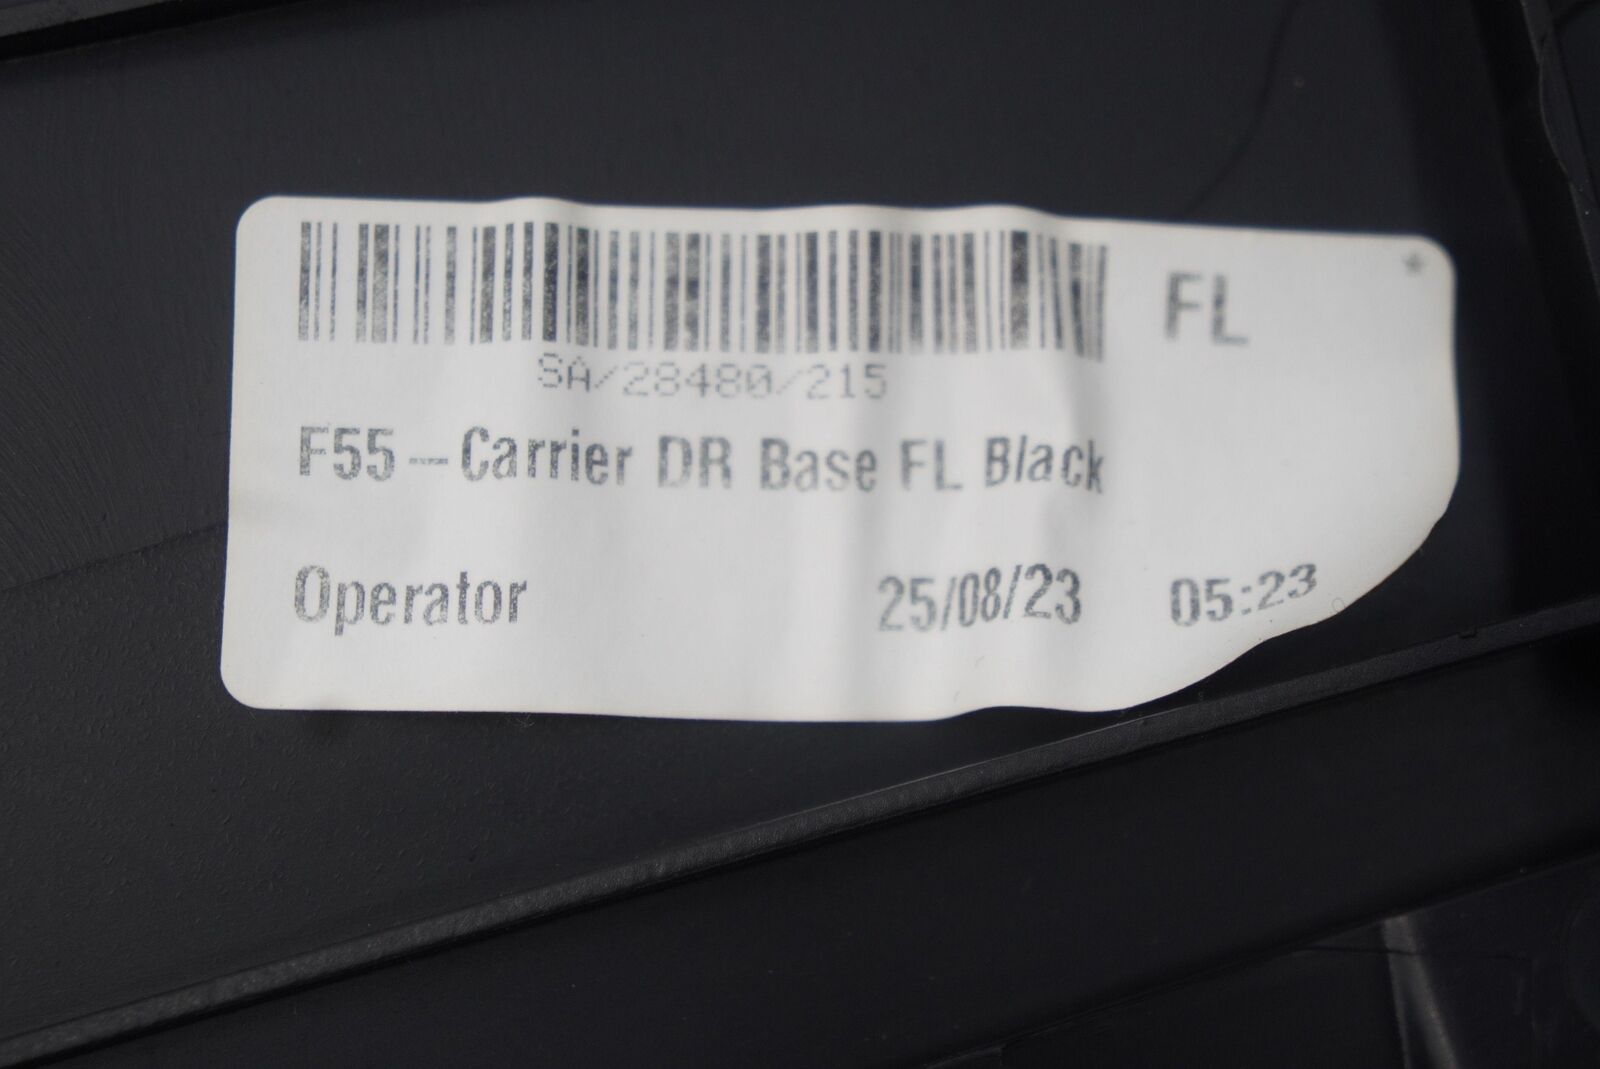 FL *
SA/28480/215
F55-Carrier DR Base FL Black
Operator 25/08/23 05:23